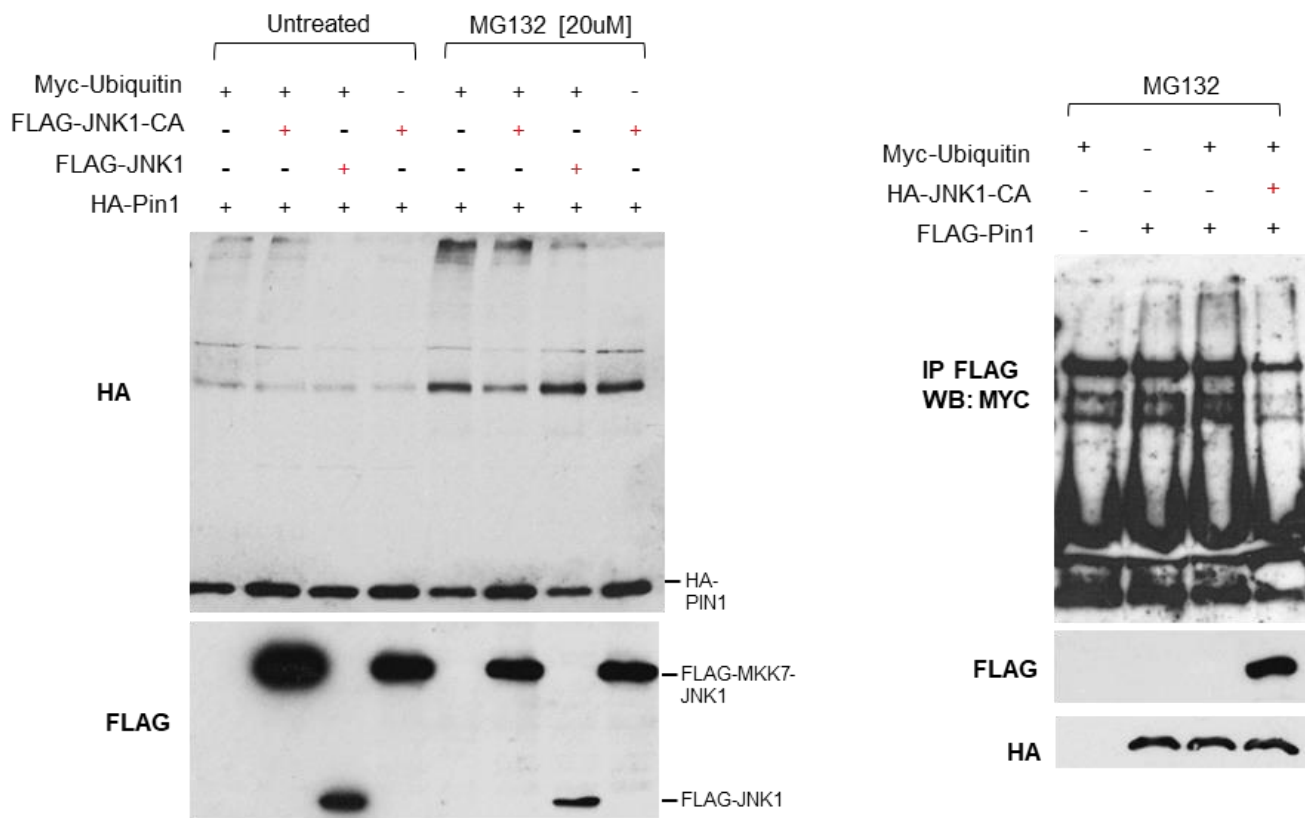 Untreated
MG132 [20uM]
Myc-Ubiquitin + + + - + + + -
FLAG-JNK1-CA - + - + - + - +
FLAG-JNK1 - - + - - - + -
HA-Pin1 + + + + + + + +
HA
HA-
PIN1
FLAG
FLAG-MKK7-
JNK1
FLAG-JNK1
MG132
Myc-Ubiquitin + - + +
HA-JNK1-CA - - - +
FLAG-Pin1 - + + +
IP FLAG
WB: MYC
FLAG
HA